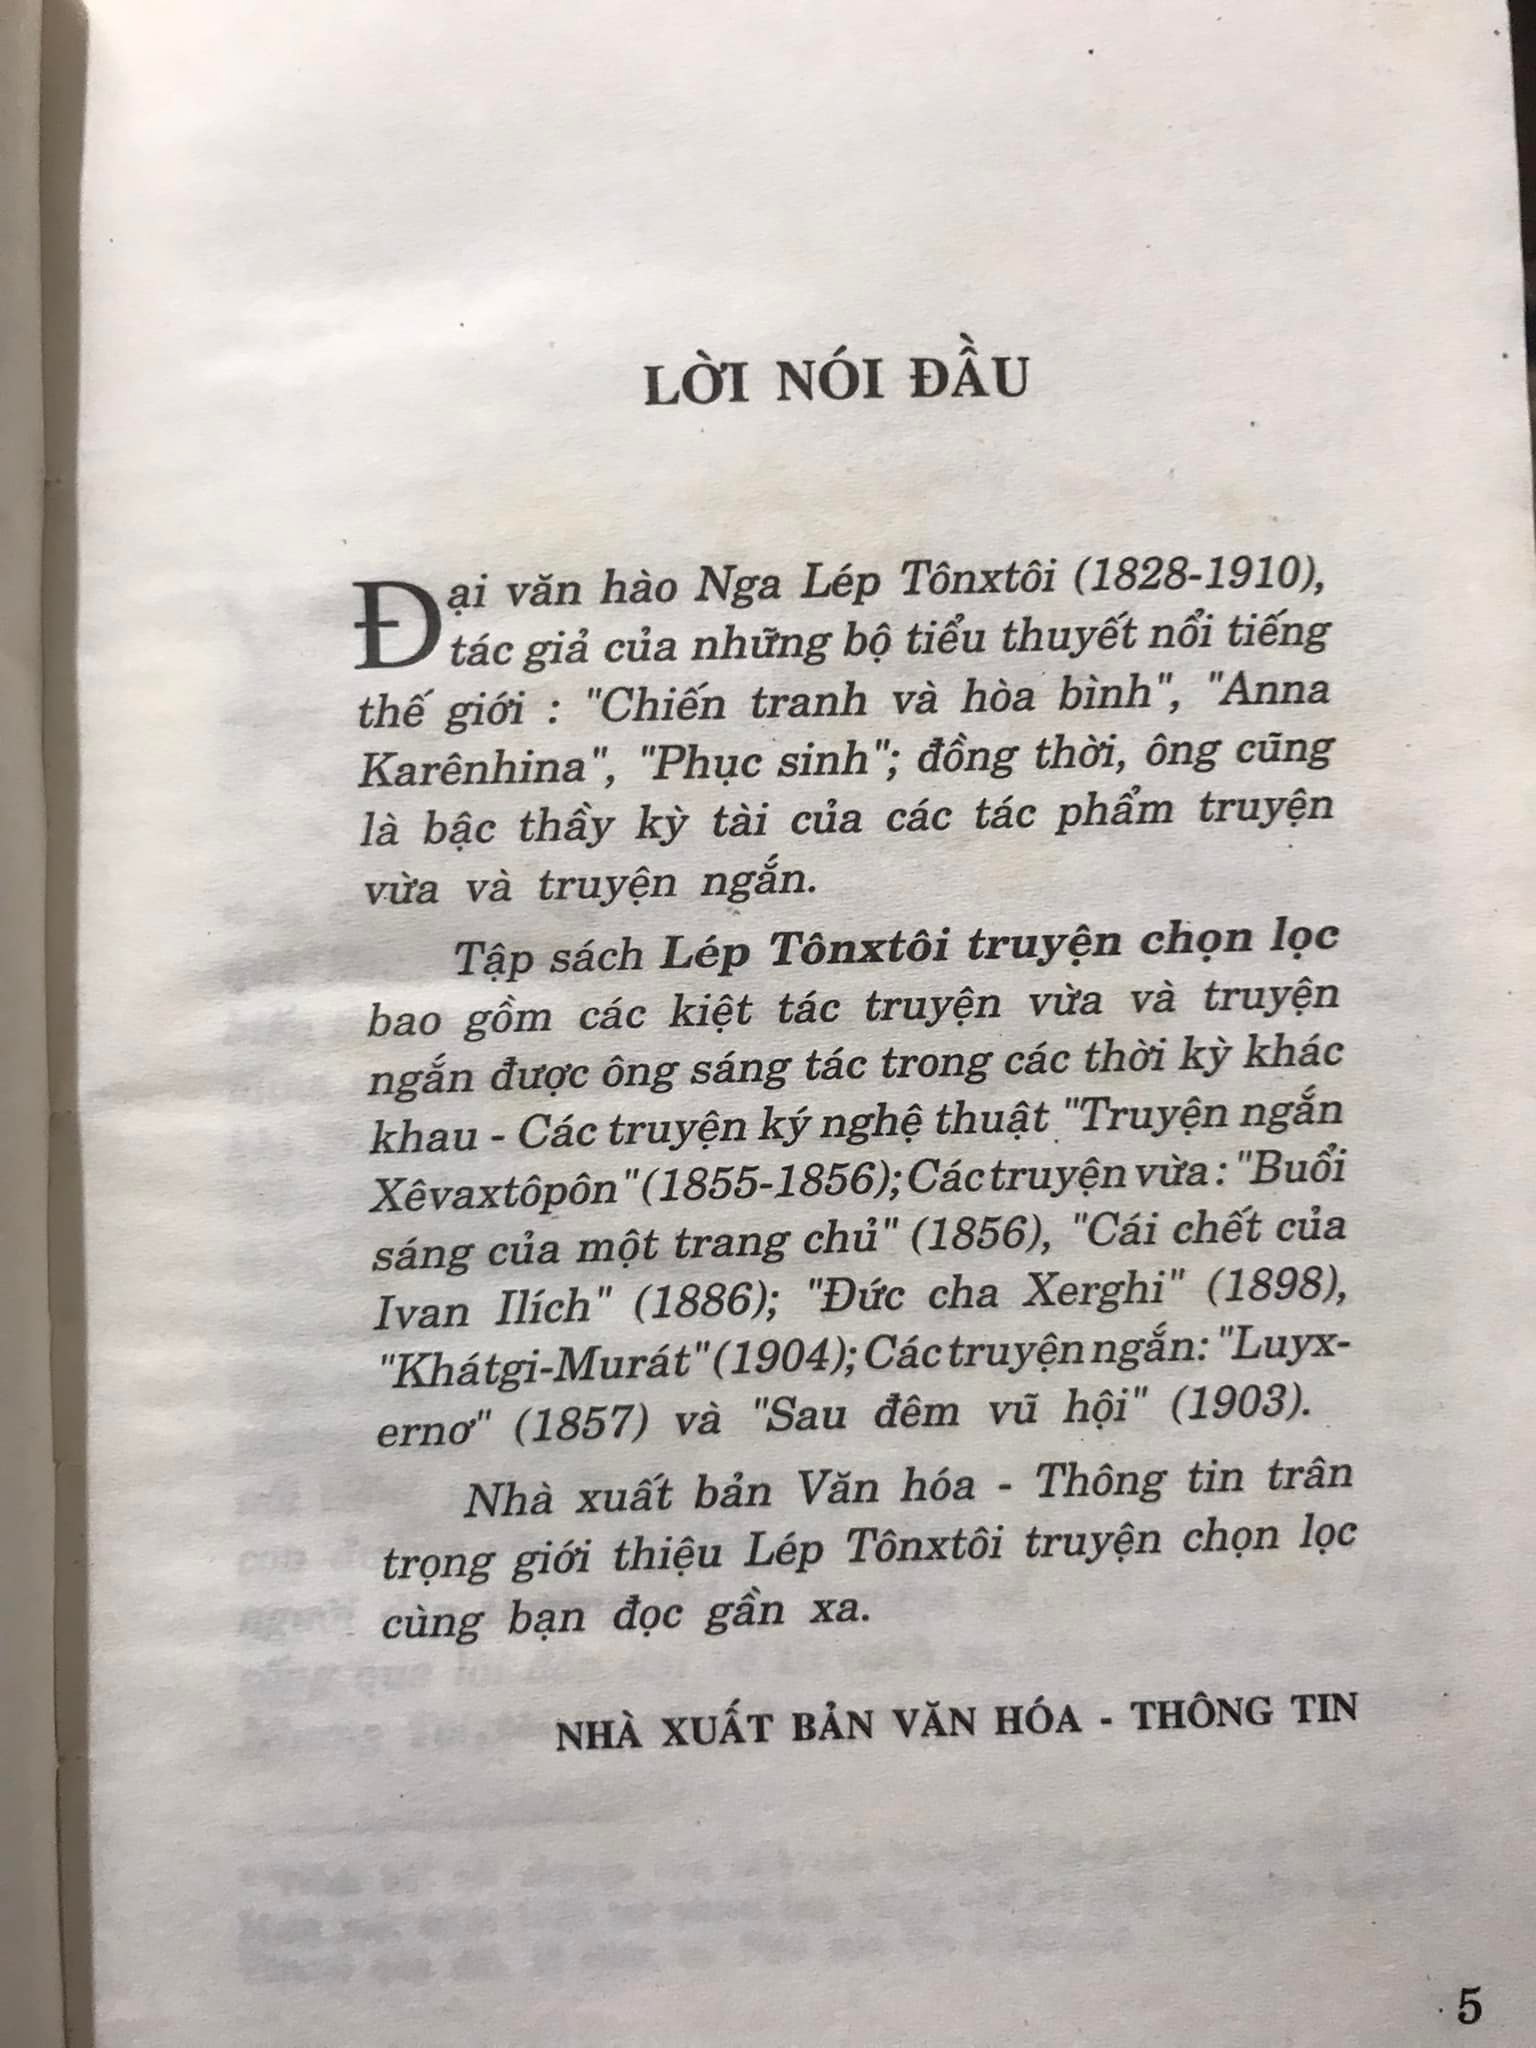 LỜI NÓI ĐẦU
Đại văn hào Nga Lép Tônxtôi (1828-1910),
tác giả của những bộ tiểu thuyết nổi tiếng
thế giới : "Chiến tranh và hòa bình", "Anna
Karênhina", "Phục sinh"; đồng thời, ông cũng
là bậc thầy kỳ tài của các tác phẩm truyện
vừa và truyện ngắn.
Tập sách Lép Tônxtôi truyện chọn lọc
bao gồm các kiệt tác truyện vừa và truyện
ngắn được ông sáng tác trong các thời kỳ khác
khau - Các truyện ký nghệ thuật "Truyện ngắn
Xêvaxtôpôn" (1855-1856); Các truyện vừa : "Buổi
sáng của một trang chủ" (1856), "Cái chết của
Ivan Ilích" (1886); "Đức cha Xerghi" (1898),
"Khátgi-Murát" (1904); Các truyện ngắn: "Luyx-
ernơ" (1857) và "Sau đêm vũ hội" (1903).
Nhà xuất bản Văn hóa - Thông tin trân
trọng giới thiệu Lép Tônxtôi truyện chọn lọc
cùng bạn đọc gần xa.
NHÀ XUẤT BẢN VĂN HÓA - THÔNG TIN
5